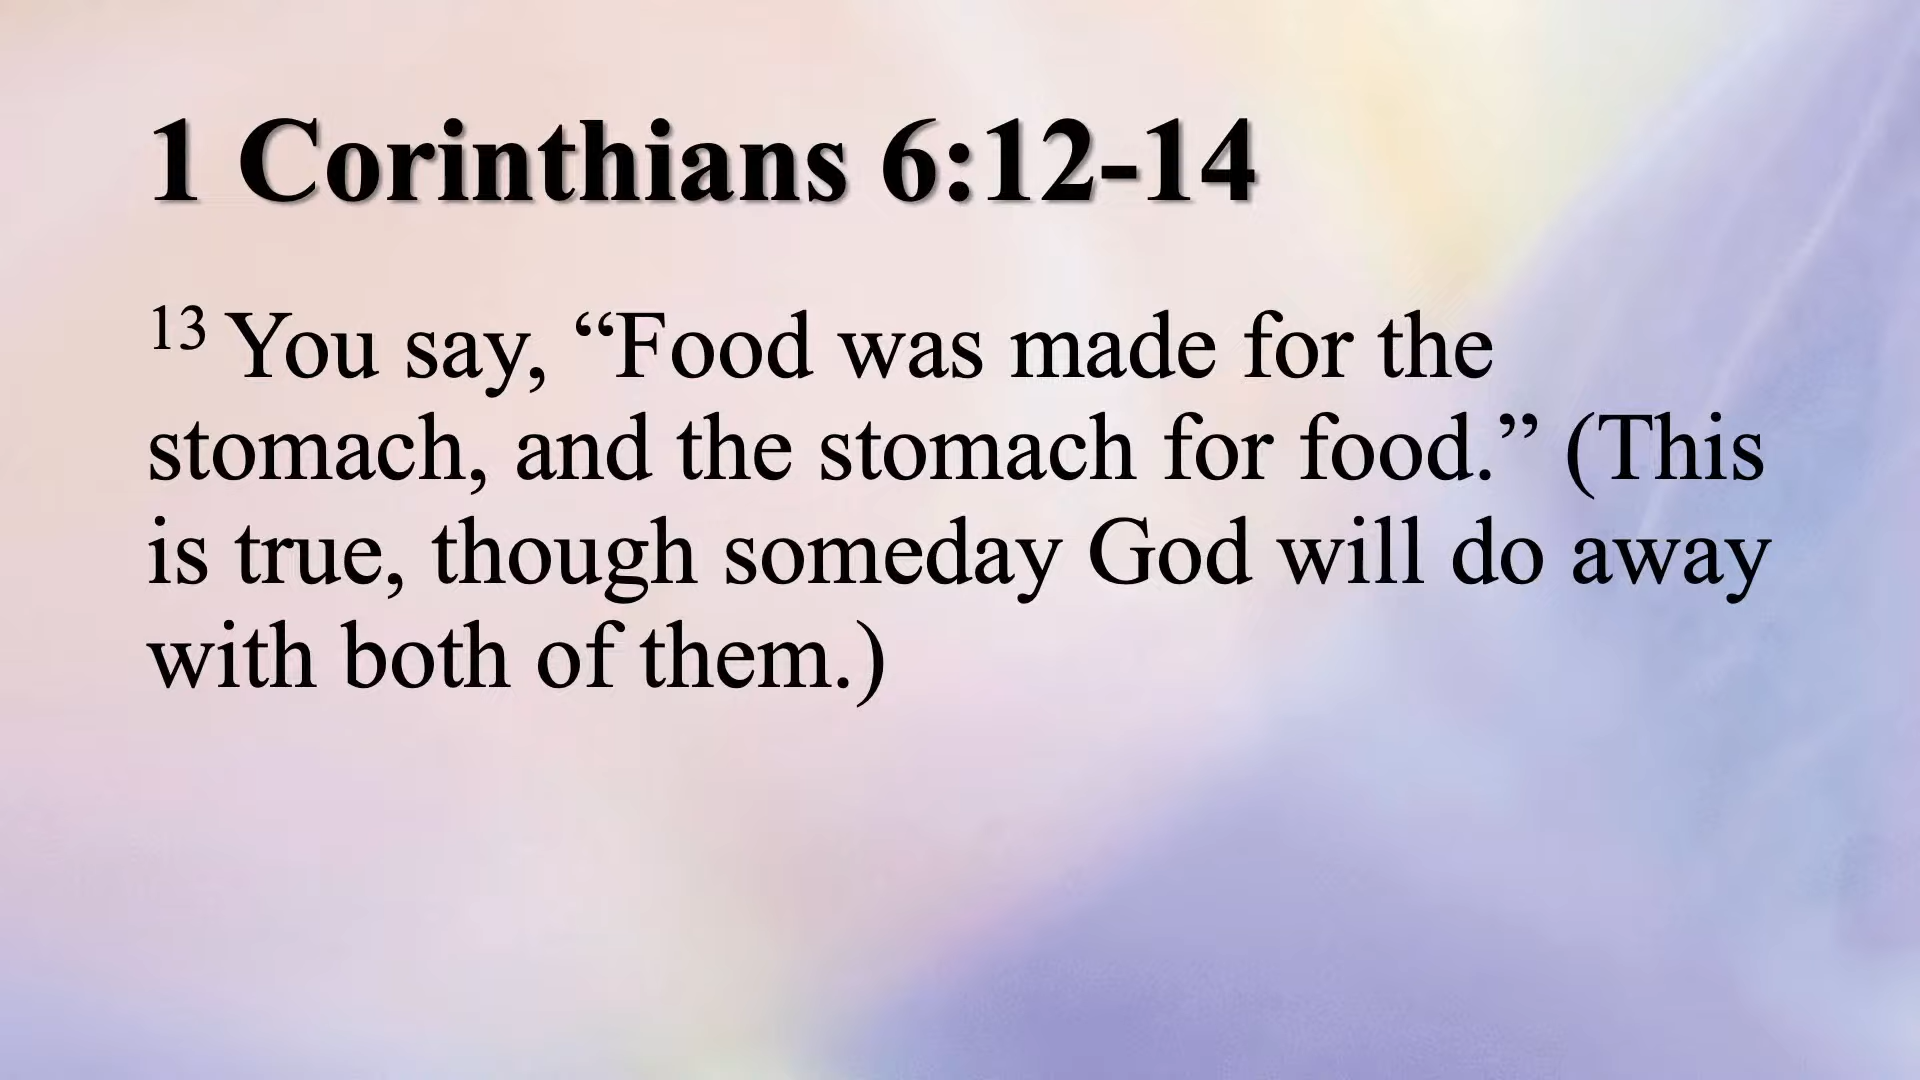 1 Corinthians 6:12-14
13 You say, “Food was made for the
stomach, and the stomach for food.” (This
is true, though someday God will do away
with both of them.)